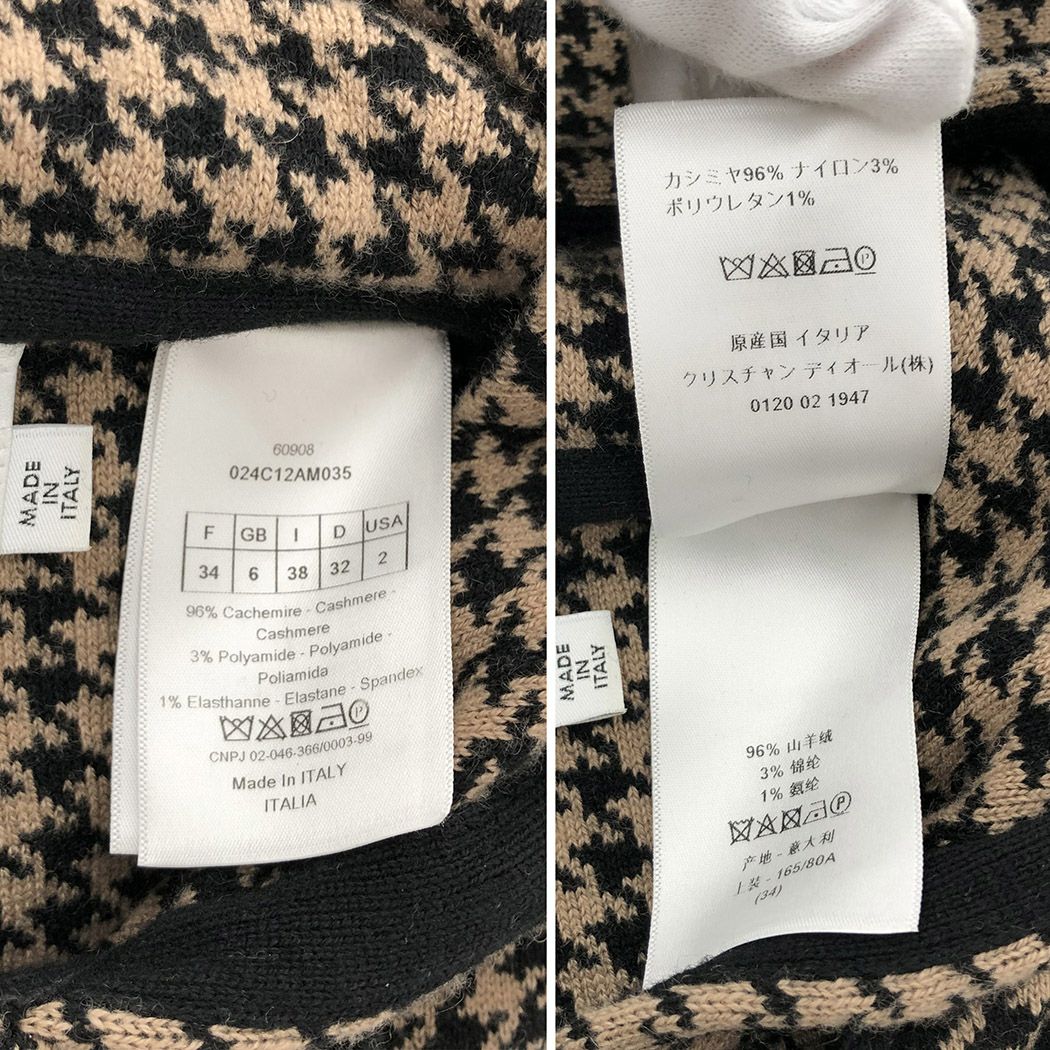 60908
024C12AM035
F GB I D USA
34 6 38 32 2
96% Cachemire - Cashmere -
Cashmere
3% Polyamide - Polyamide -
Poliamida
1% Elasthanne - Elastane - Spandex
CNPJ 02-046-366/0003-99
Made In ITALY
ITALIA
MADE
IN
ITALY
カシミヤ96% ナイロン3%
ポリウレタン1%
P
原産国 イタリア
クリスチャン ディオール(株)
0120 02 1947
MADE
IN
ITALY
96% 山羊绒
3% 锦纶
1% 氨纶
P
产地 - 意大利
上装 - 165/80A
(34)